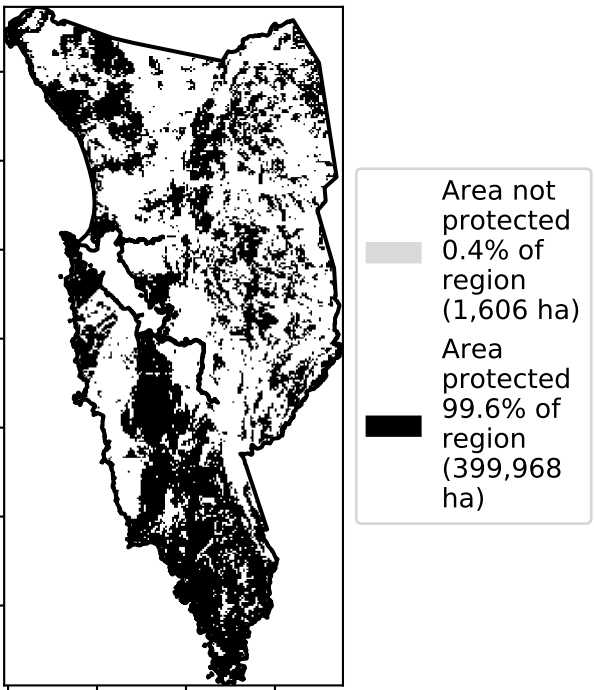 Area not
protected
0.4% of
region
(1,606 ha)
Area
protected
99.6% of
region
(399,968
ha)